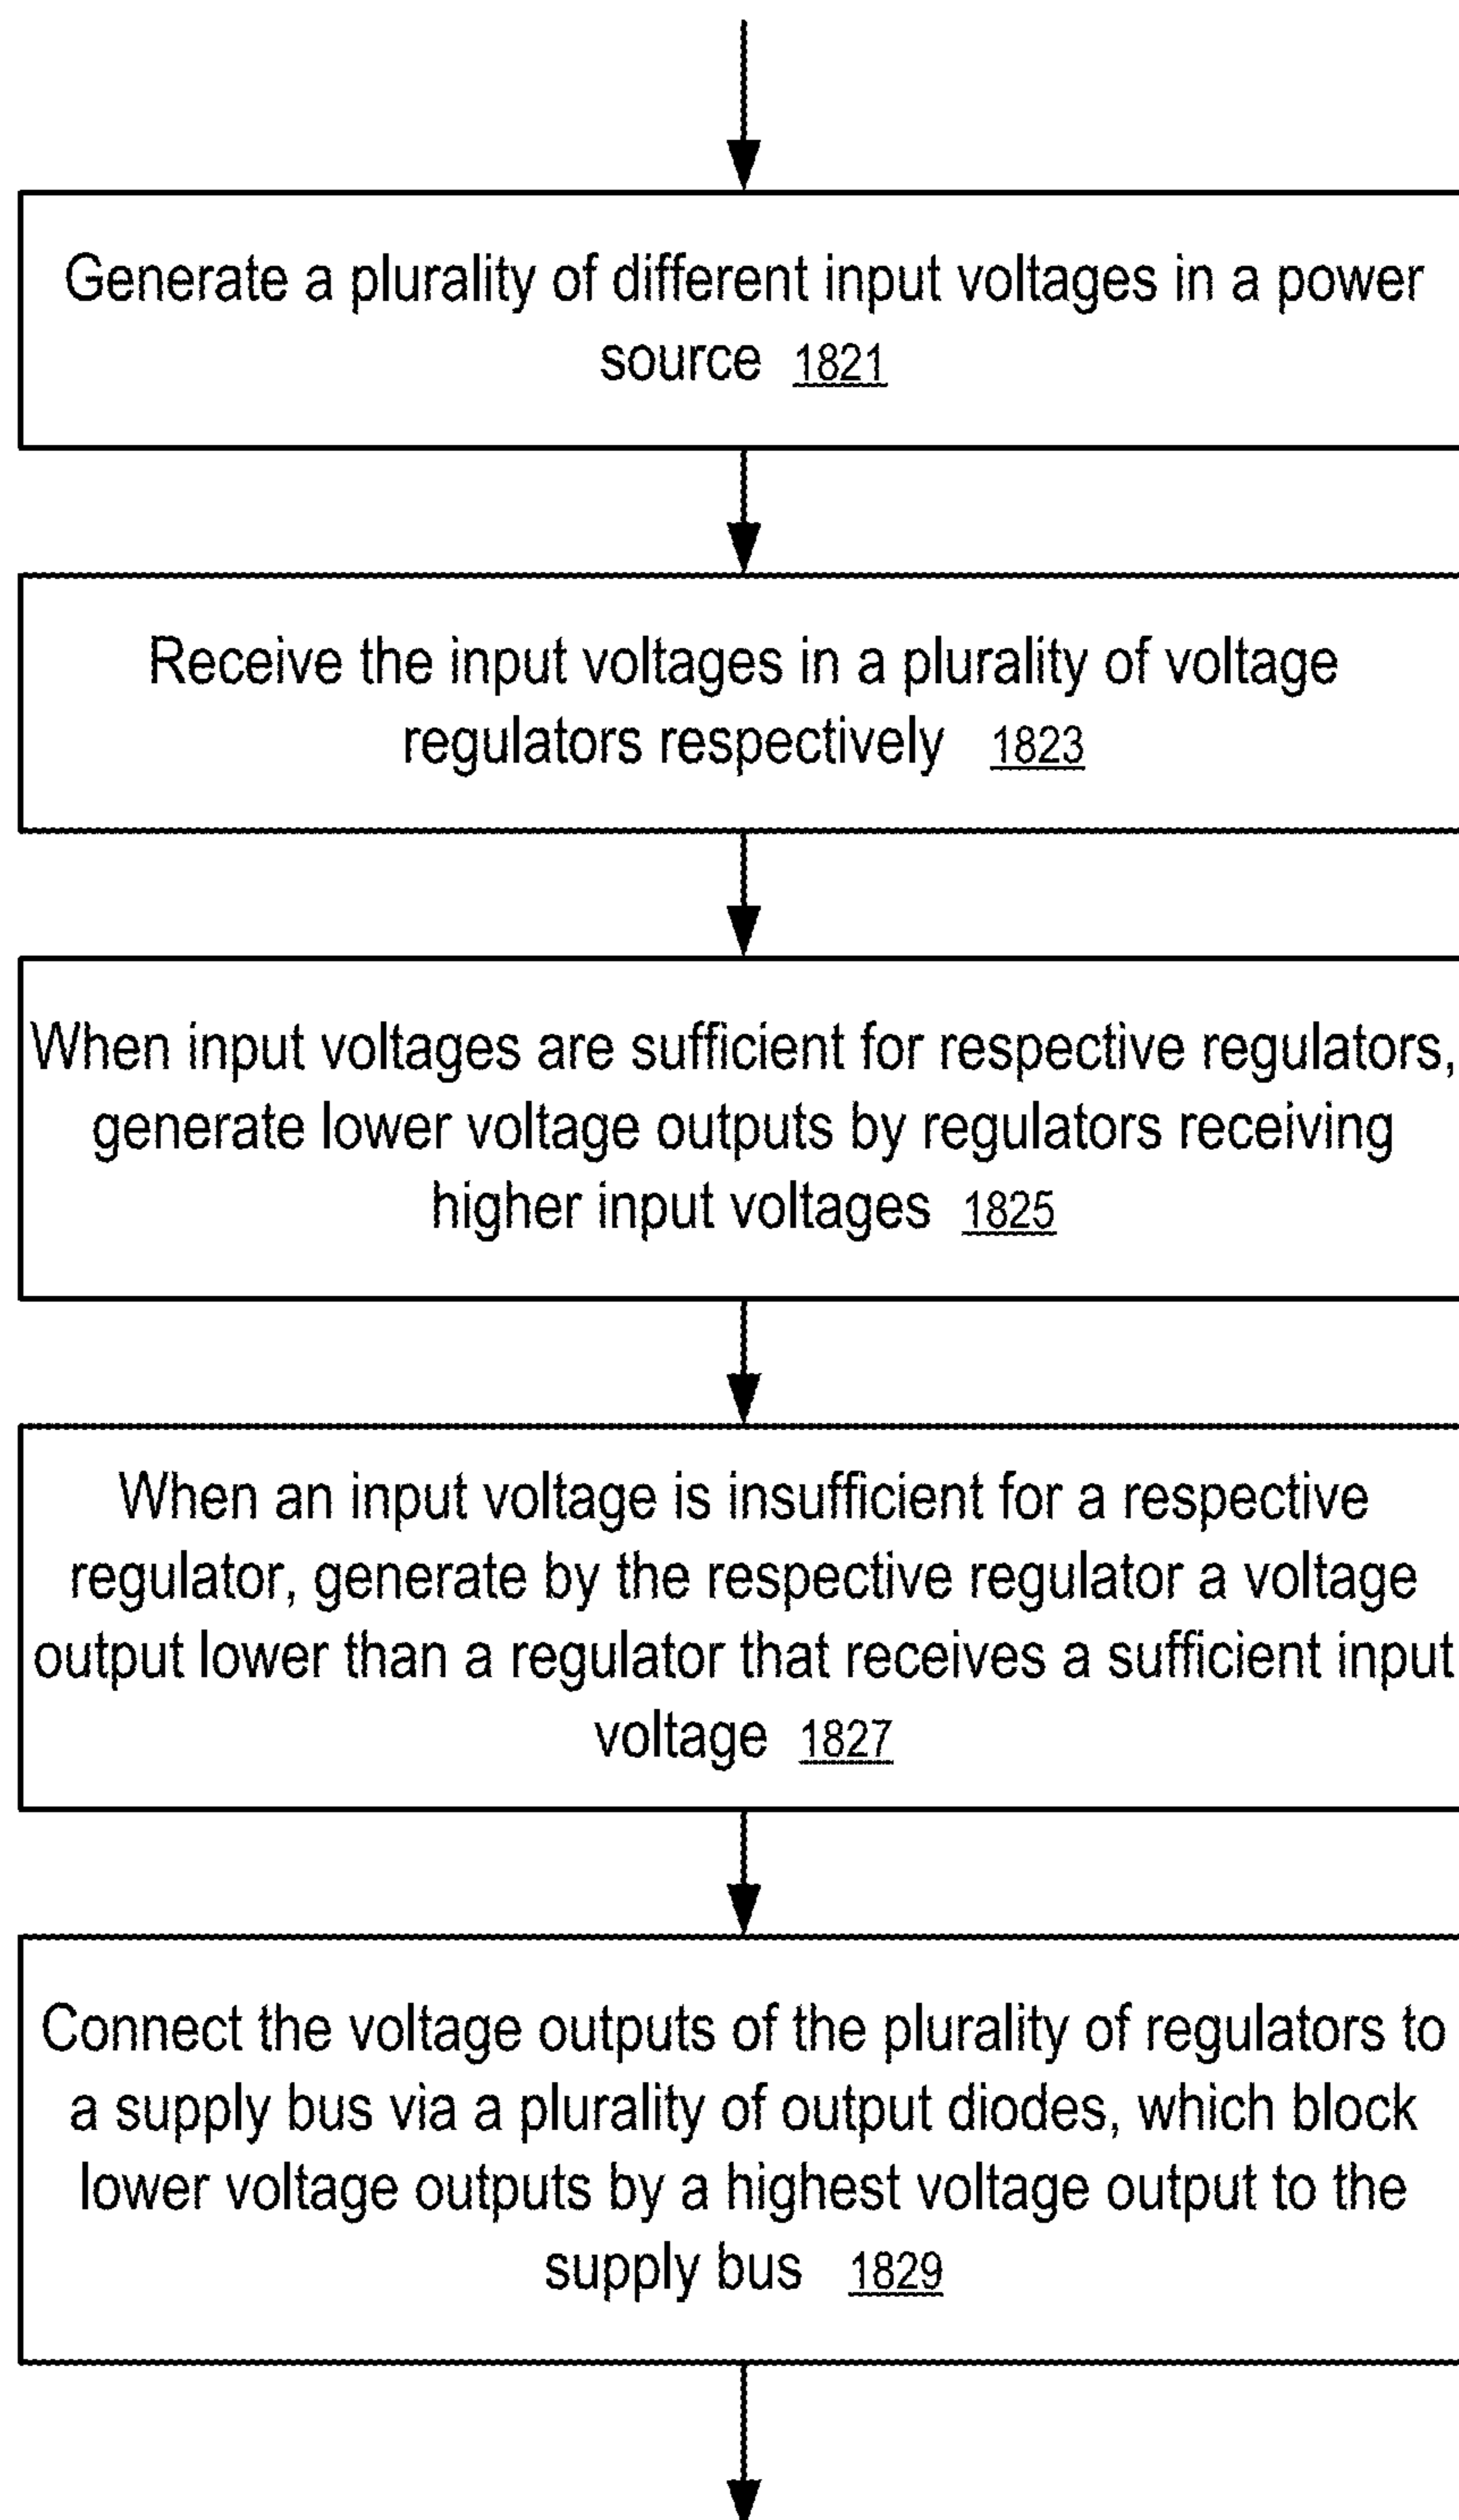 Generate a plurality of different input voltages in a power
source 1821
Receive the input voltages in a plurality of voltage
regulators respectively 1823
When input voltages are sufficient for respective regulators,
generate lower voltage outputs by regulators receiving
higher input voltages 1825
When an input voltage is insufficient for a respective
regulator, generate by the respective regulator a voltage
output lower than a regulator that receives a sufficient input
voltage 1827
Connect the voltage outputs of the plurality of regulators to
a supply bus via a plurality of output diodes, which block
lower voltage outputs by a highest voltage output to the
supply bus 1829